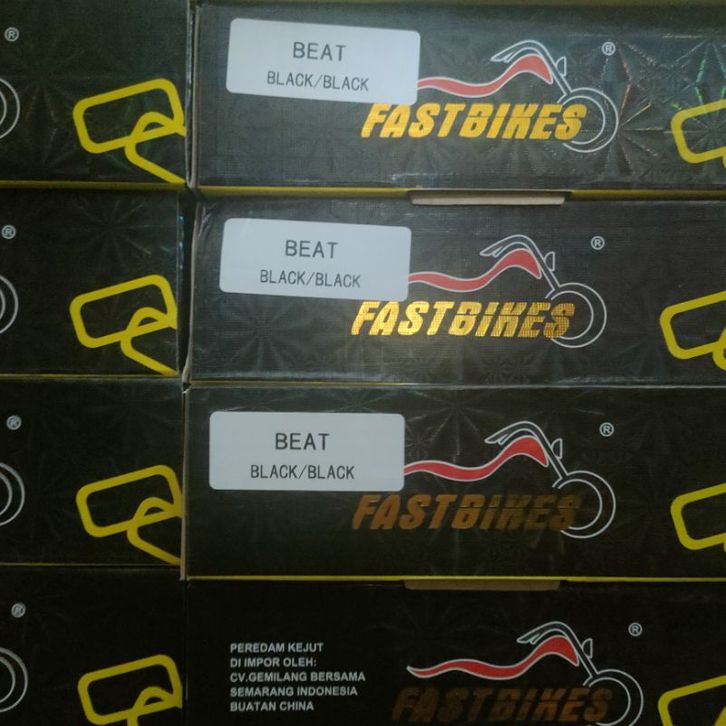 ®
BEAT
BLACK/BLACK
®
FASTBIKES
®
BEAT
BLACK/BLACK
®
FASTBIKES
®
BEAT
BLACK/BLACK
®
FASTBIKES
®
PEREDAM KEJUT
DI IMPOR OLEH:
CV.GEMILANG BERSAMA
SEMARANG INDONESIA
BUATAN CHINA
®
FASTBIKES